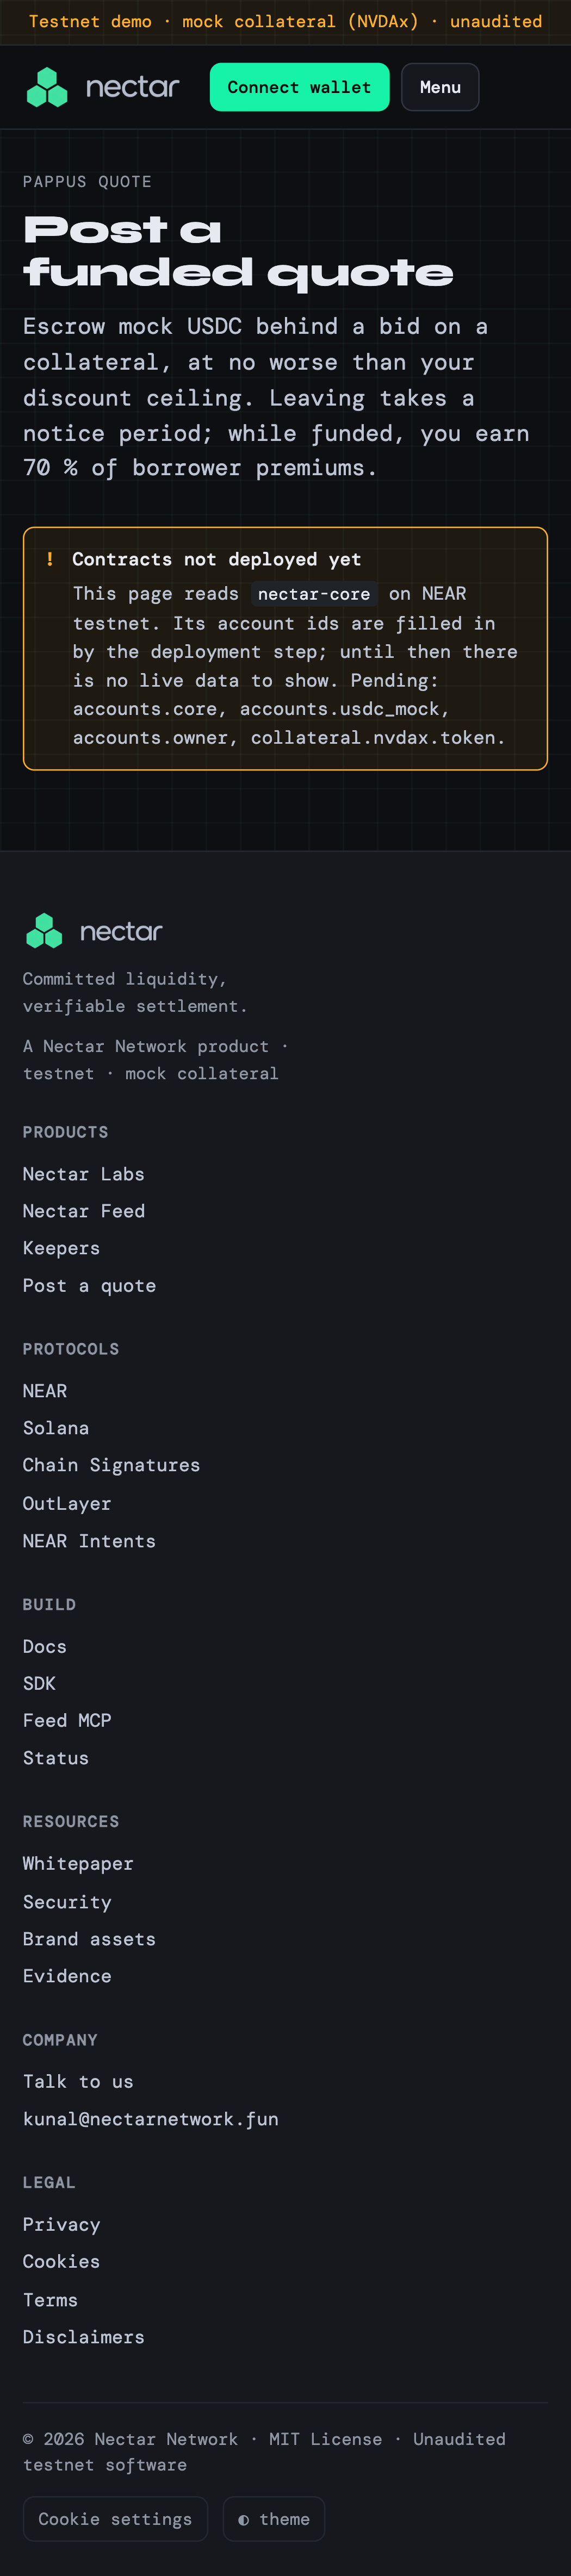 Testnet demo · mock collateral (NVDAx) · unaudited
nectar
Connect wallet
Menu
PAPPUS QUOTE
Post a
funded quote
Escrow mock USDC behind a bid on a
collateral, at no worse than your
discount ceiling. Leaving takes a
notice period; while funded, you earn
70 % of borrower premiums.
! Contracts not deployed yet
This page reads nectar-core on NEAR
testnet. Its account ids are filled in
by the deployment step; until then there
is no live data to show. Pending:
accounts.core, accounts.usdc_mock,
accounts.owner, collateral.nvdax.token.
nectar
Committed liquidity,
verifiable settlement.
A Nectar Network product ·
testnet · mock collateral
PRODUCTS
Nectar Labs
Nectar Feed
Keepers
Post a quote
PROTOCOLS
NEAR
Solana
Chain Signatures
OutLayer
NEAR Intents
BUILD
Docs
SDK
Feed MCP
Status
RESOURCES
Whitepaper
Security
Brand assets
Evidence
COMPANY
Talk to us
kunal@nectarnetwork.fun
LEGAL
Privacy
Cookies
Terms
Disclaimers
© 2026 Nectar Network · MIT License · Unaudited
testnet software
Cookie settings
◐ theme